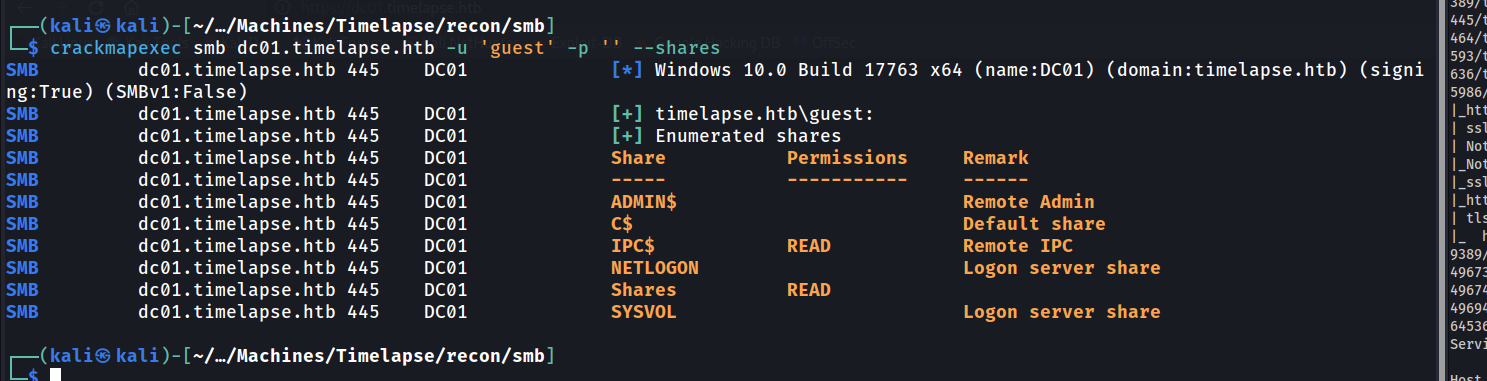 (kali㉿kali)-[~/…/Machines/Timelapse/recon/smb]
$ crackmapexec smb dc01.timelapse.htb -u 'guest' -p '' --shares
SMB dc01.timelapse.htb 445 DC01 [*] Windows 10.0 Build 17763 x64 (name:DC01) (domain:timelapse.htb) (signi
ng:True) (SMBv1:False)
SMB dc01.timelapse.htb 445 DC01 [+] timelapse.htb\guest:
SMB dc01.timelapse.htb 445 DC01 [+] Enumerated shares
SMB dc01.timelapse.htb 445 DC01 Share Permissions Remark
SMB dc01.timelapse.htb 445 DC01 ----- ----------- ------
SMB dc01.timelapse.htb 445 DC01 ADMIN$ Remote Admin
SMB dc01.timelapse.htb 445 DC01 C$ Default share
SMB dc01.timelapse.htb 445 DC01 IPC$ READ Remote IPC
SMB dc01.timelapse.htb 445 DC01 NETLOGON Logon server share
SMB dc01.timelapse.htb 445 DC01 Shares READ
SMB dc01.timelapse.htb 445 DC01 SYSVOL Logon server share
(kali㉿kali)-[~/…/Machines/Timelapse/recon/smb]
$
389/t
445/t
464/t
593/t
636/t
5986/
|_htt
| ssl
| Not
|_Not
|_ssl
|_htt
| tls
|_ h
9389/
49673
49674
49694
64536
Servi
Host